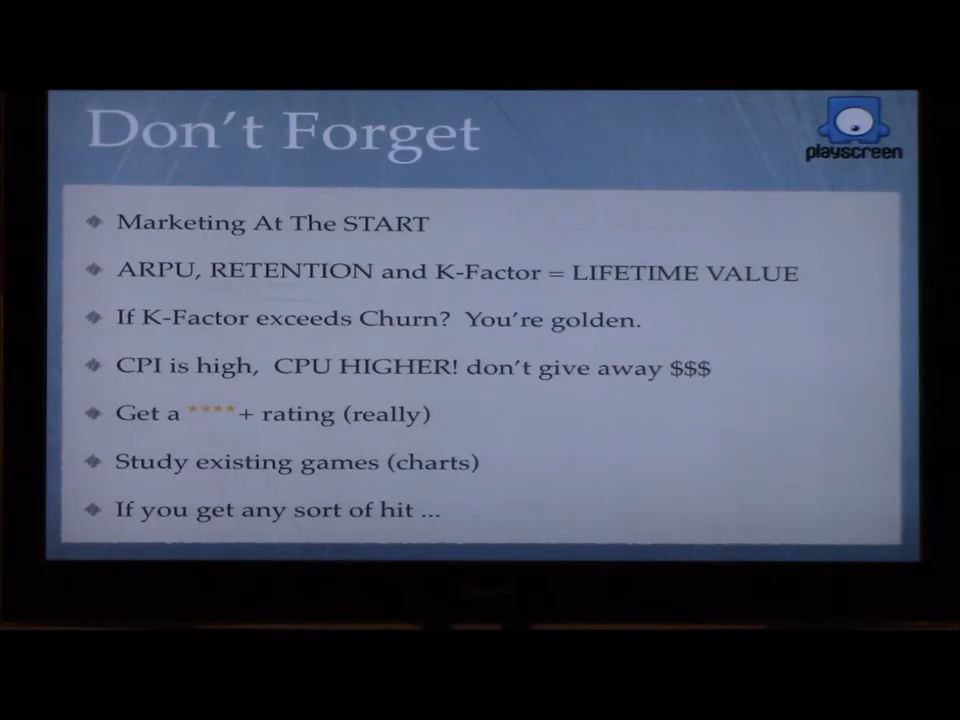 Don't Forget
playscreen
Marketing At The START
ARPU, RETENTION and K-Factor = LIFETIME VALUE
If K-Factor exceeds Churn? You're golden.
CPI is high, CPU HIGHER! don't give away $$$
Get a ****+ rating (really)
Study existing games (charts)
If you get any sort of hit ...